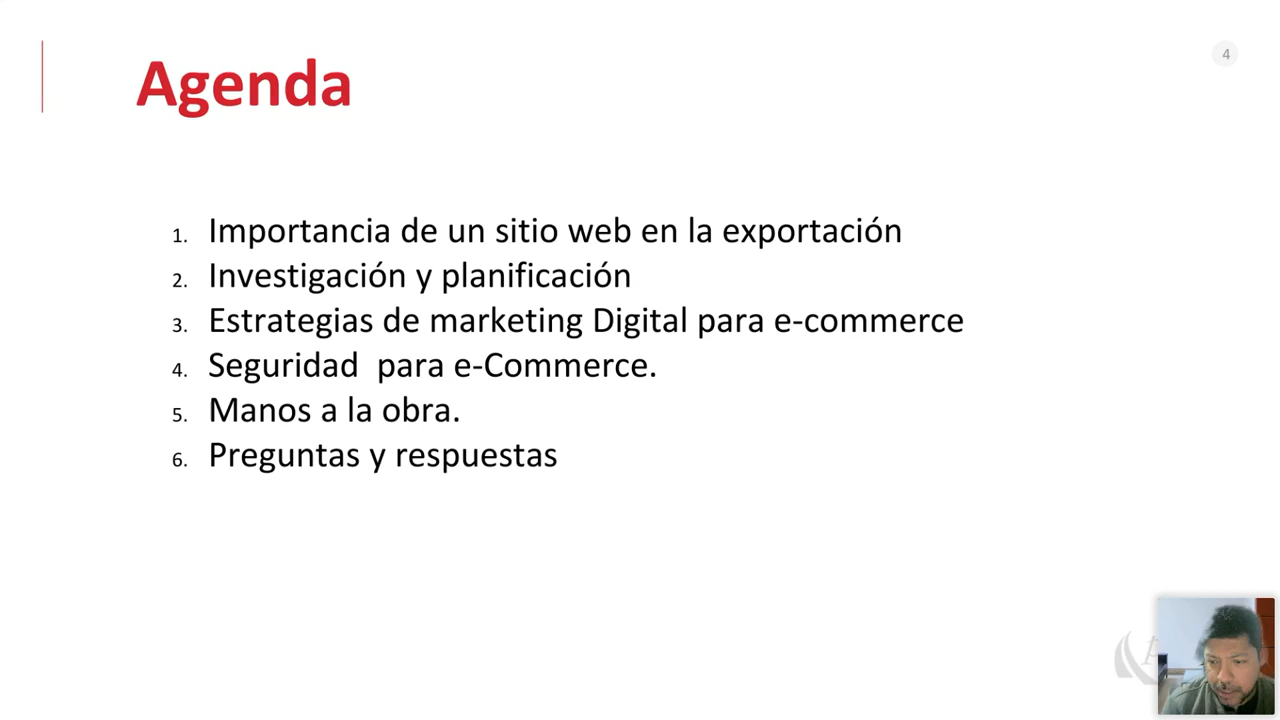 4
Agenda
1. Importancia de un sitio web en la exportación
2. Investigación y planificación
3. Estrategias de marketing Digital para e-commerce
4. Seguridad  para e-Commerce.
5. Manos a la obra.
6. Preguntas y respuestas